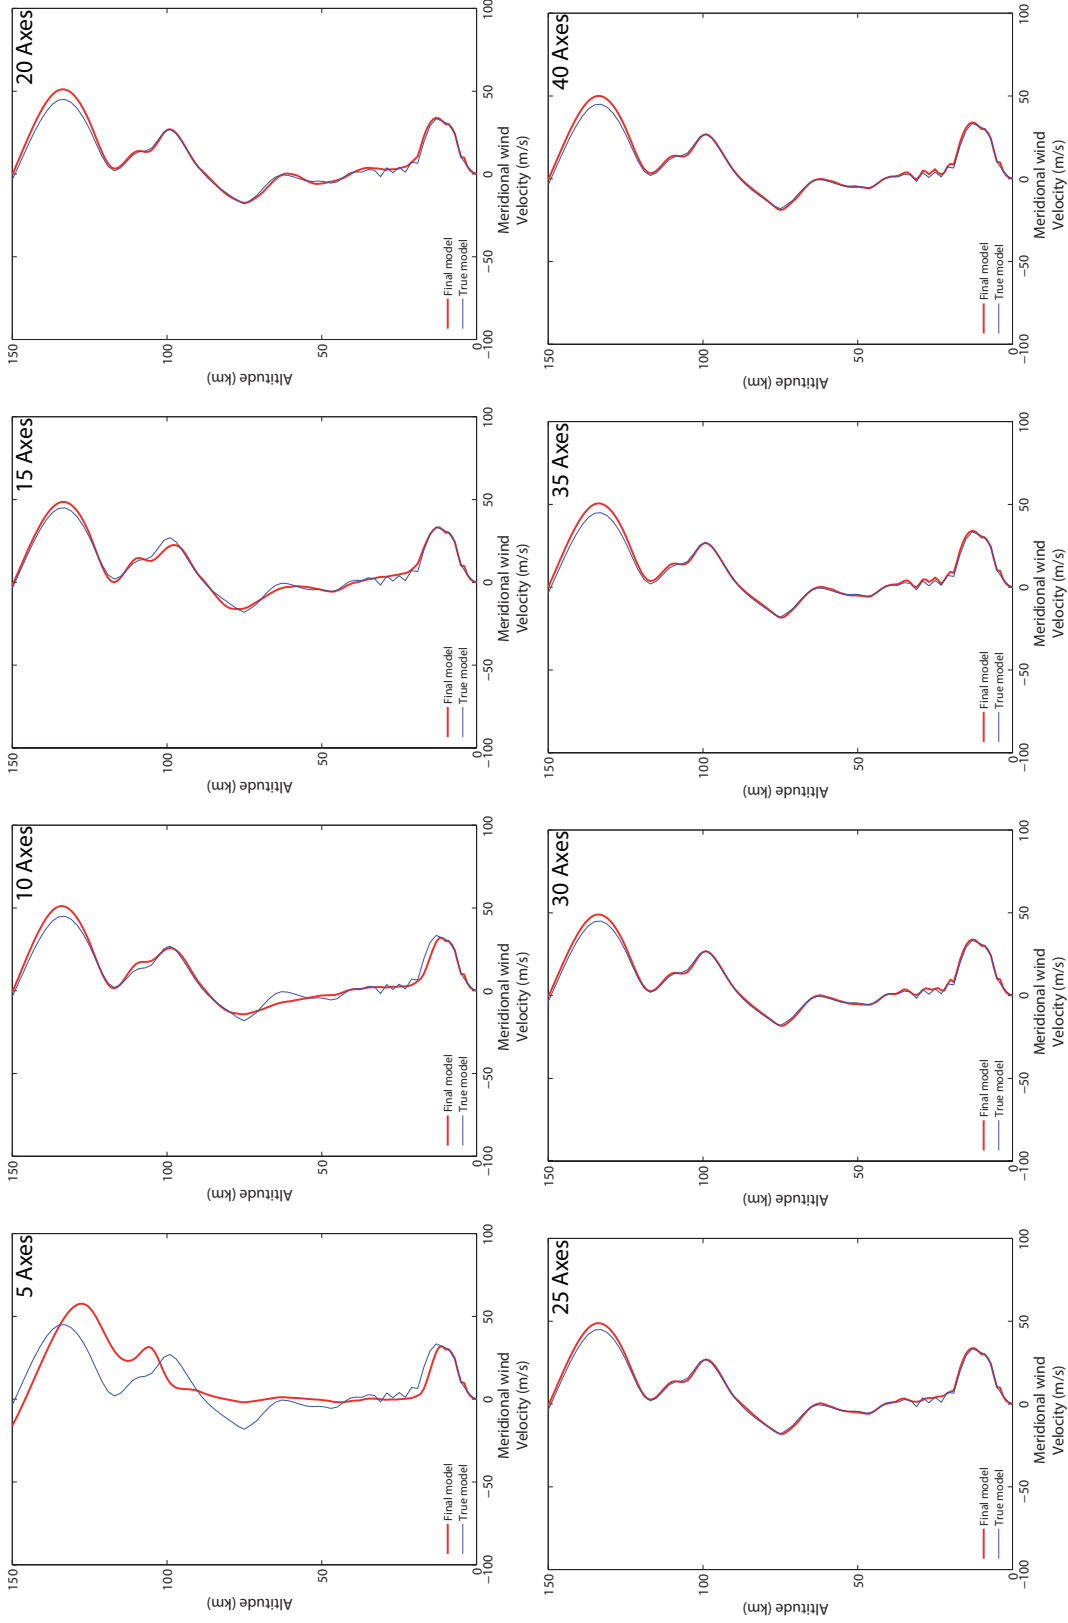 5 Axes
150
100
50
0
Altitude (km)
Final model
True model
−100
−50
0
50
100
Meridional wind
Velocity (m/s)
10 Axes
150
100
50
0
Altitude (km)
Final model
True model
−100
−50
0
50
100
Meridional wind
Velocity (m/s)
15 Axes
150
100
50
0
Altitude (km)
Final model
True model
−100
−50
0
50
100
Meridional wind
Velocity (m/s)
20 Axes
150
100
50
0
Altitude (km)
Final model
True model
−100
−50
0
50
100
Meridional wind
Velocity (m/s)
25 Axes
150
100
50
0
Altitude (km)
Final model
True model
−100
−50
0
50
100
Meridional wind
Velocity (m/s)
30 Axes
150
100
50
0
Altitude (km)
Final model
True model
−100
−50
0
50
100
Meridional wind
Velocity (m/s)
35 Axes
150
100
50
0
Altitude (km)
Final model
True model
−100
−50
0
50
100
Meridional wind
Velocity (m/s)
40 Axes
150
100
50
0
Altitude (km)
Final model
True model
−100
−50
0
50
100
Meridional wind
Velocity (m/s)